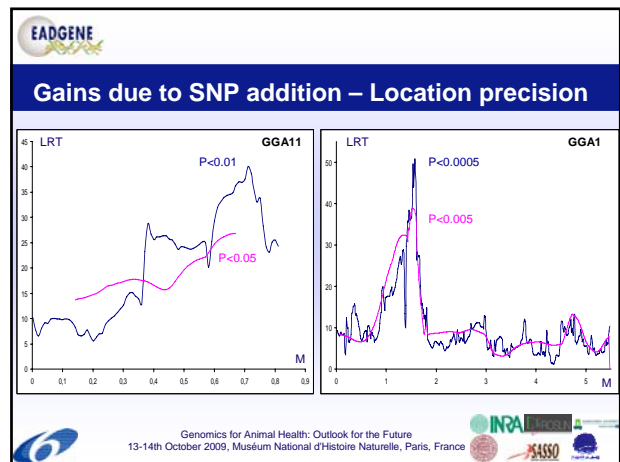 EADGENE
Gains due to SNP addition – Location precision
45 LRT GGA11
40
35
30
25
20
15
10
5
0
P<0.01
P<0.05
M
0 0,1 0,2 0,3 0,4 0,5 0,6 0,7 0,8 0,9
LRT GGA1
50
40
30
20
10
0
P<0.0005
P<0.005
0 1 2 3 4 5 M
6
Genomics for Animal Health: Outlook for the Future
13-14th October 2009, Muséum National d'Histoire Naturelle, Paris, France
INRA
SASSO